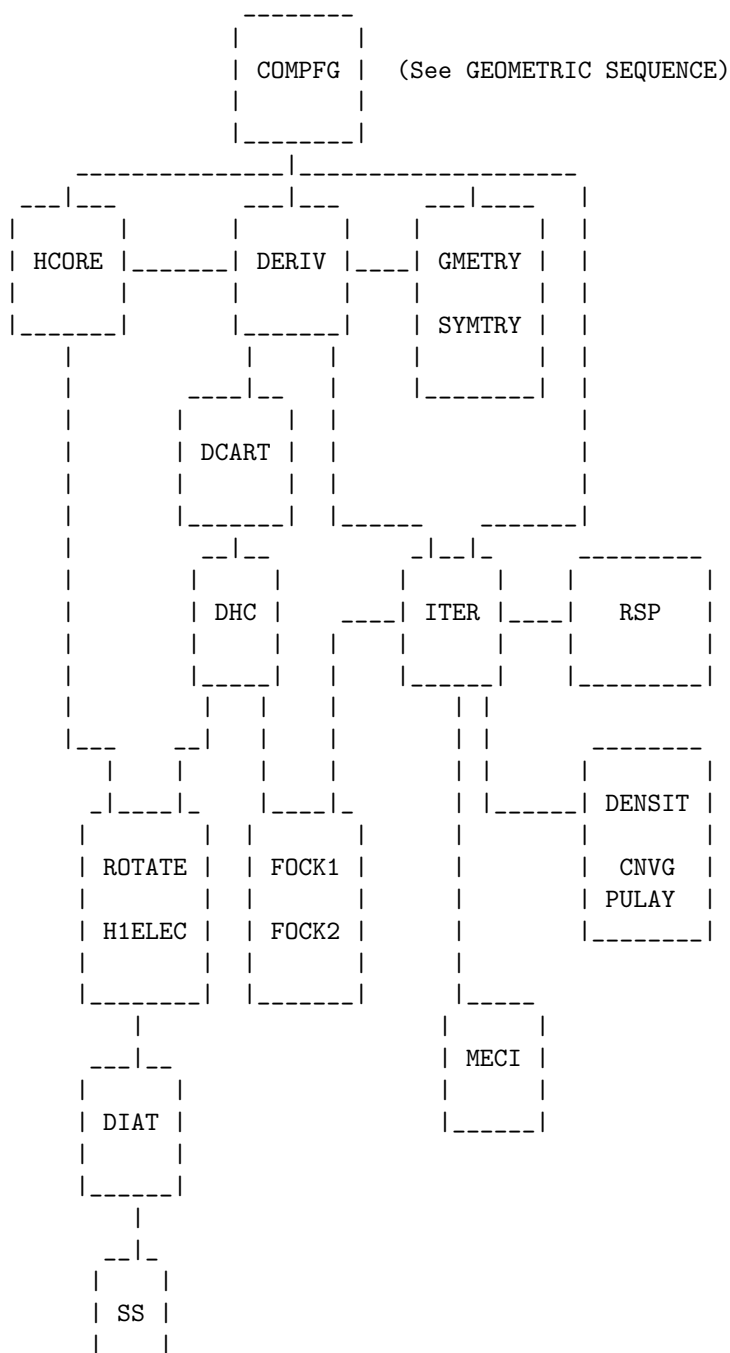 COMPFG (See GEOMETRIC SEQUENCE)
HCORE DERIV GMETRY
SYMTRY
DCART
DHC ITER RSP
DENSIT
ROTATE FOCK1 CNVG
PULAY
H1ELEC FOCK2
MECI
DIAT
SS